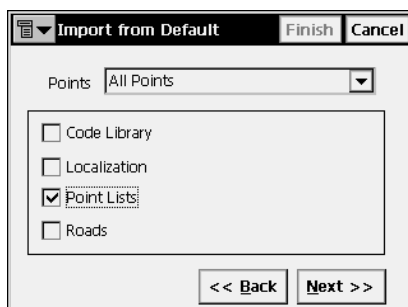 Import from Default Finish Cancel
Points All Points
Code Library
Localization
Point Lists
Roads
<< Back Next >>